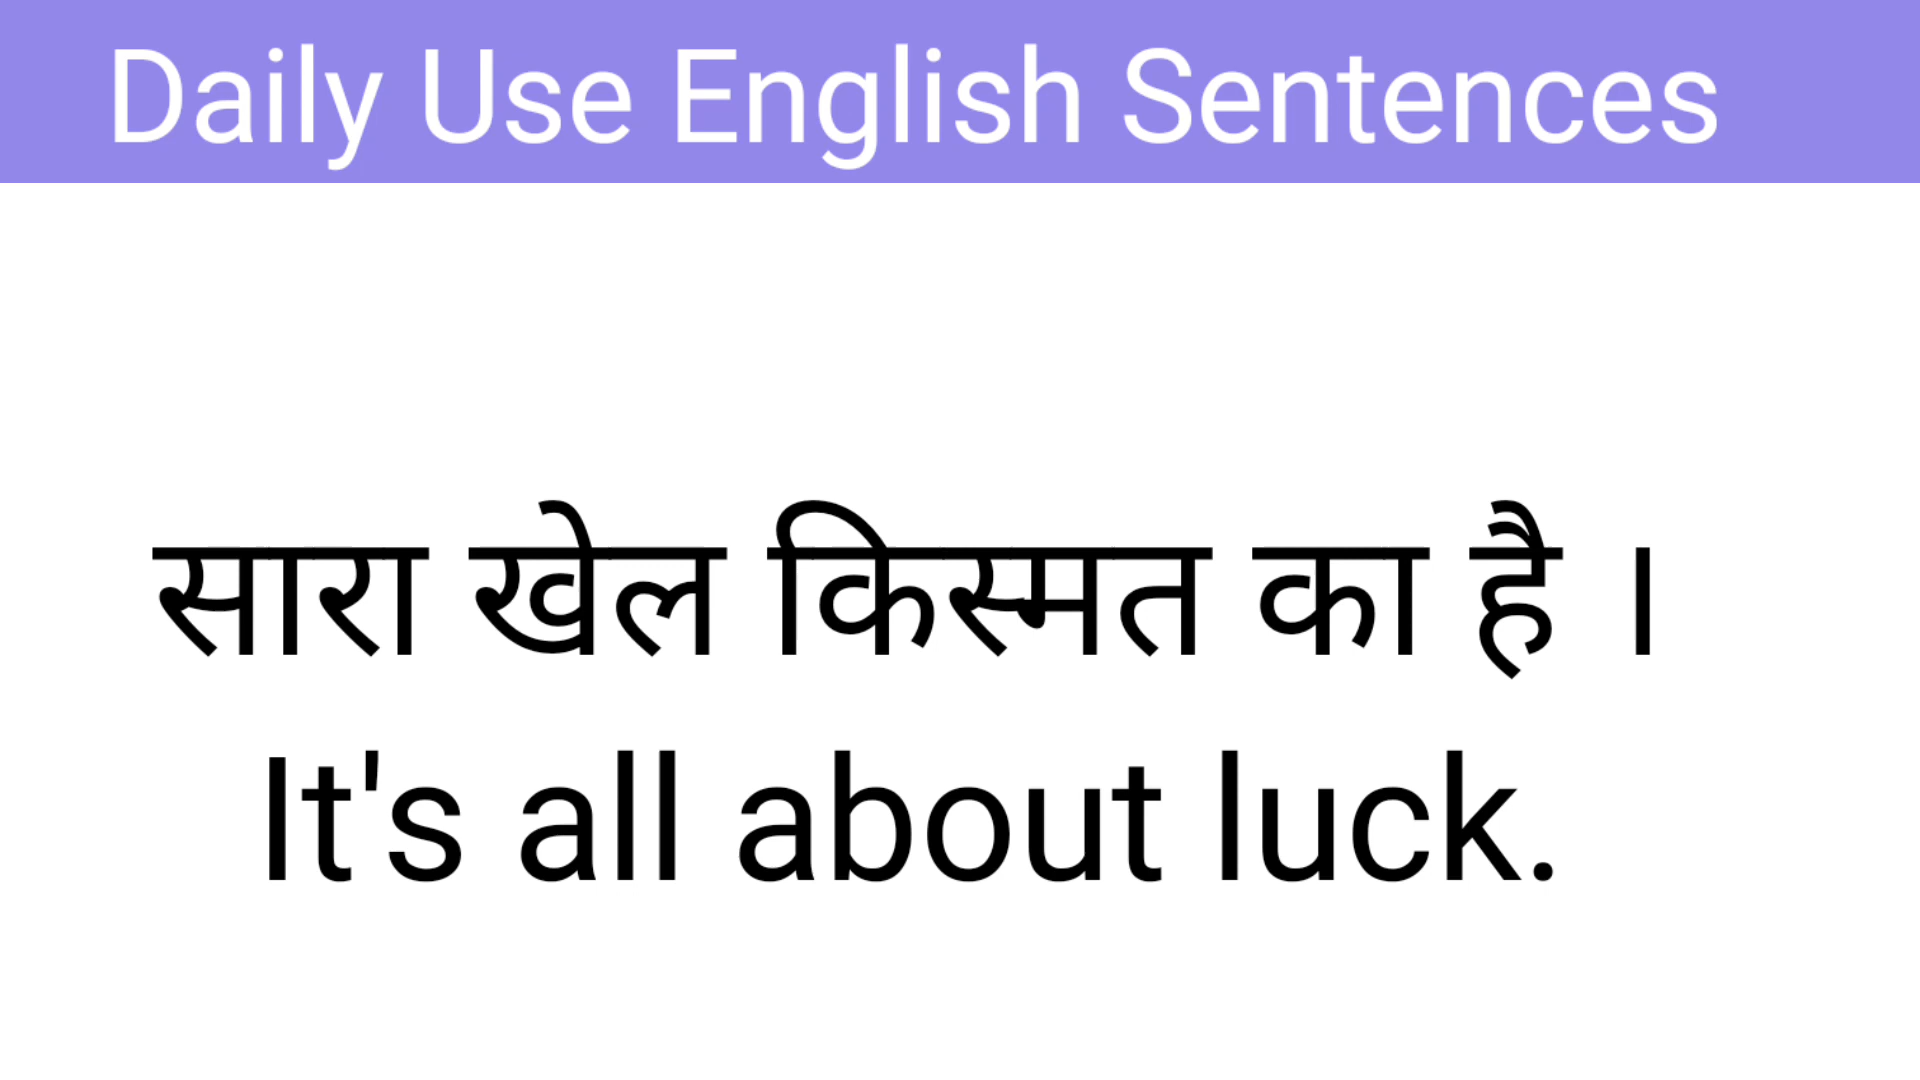 Daily Use English Sentences
सारा खेल किस्मत का है ।
It's all about luck.